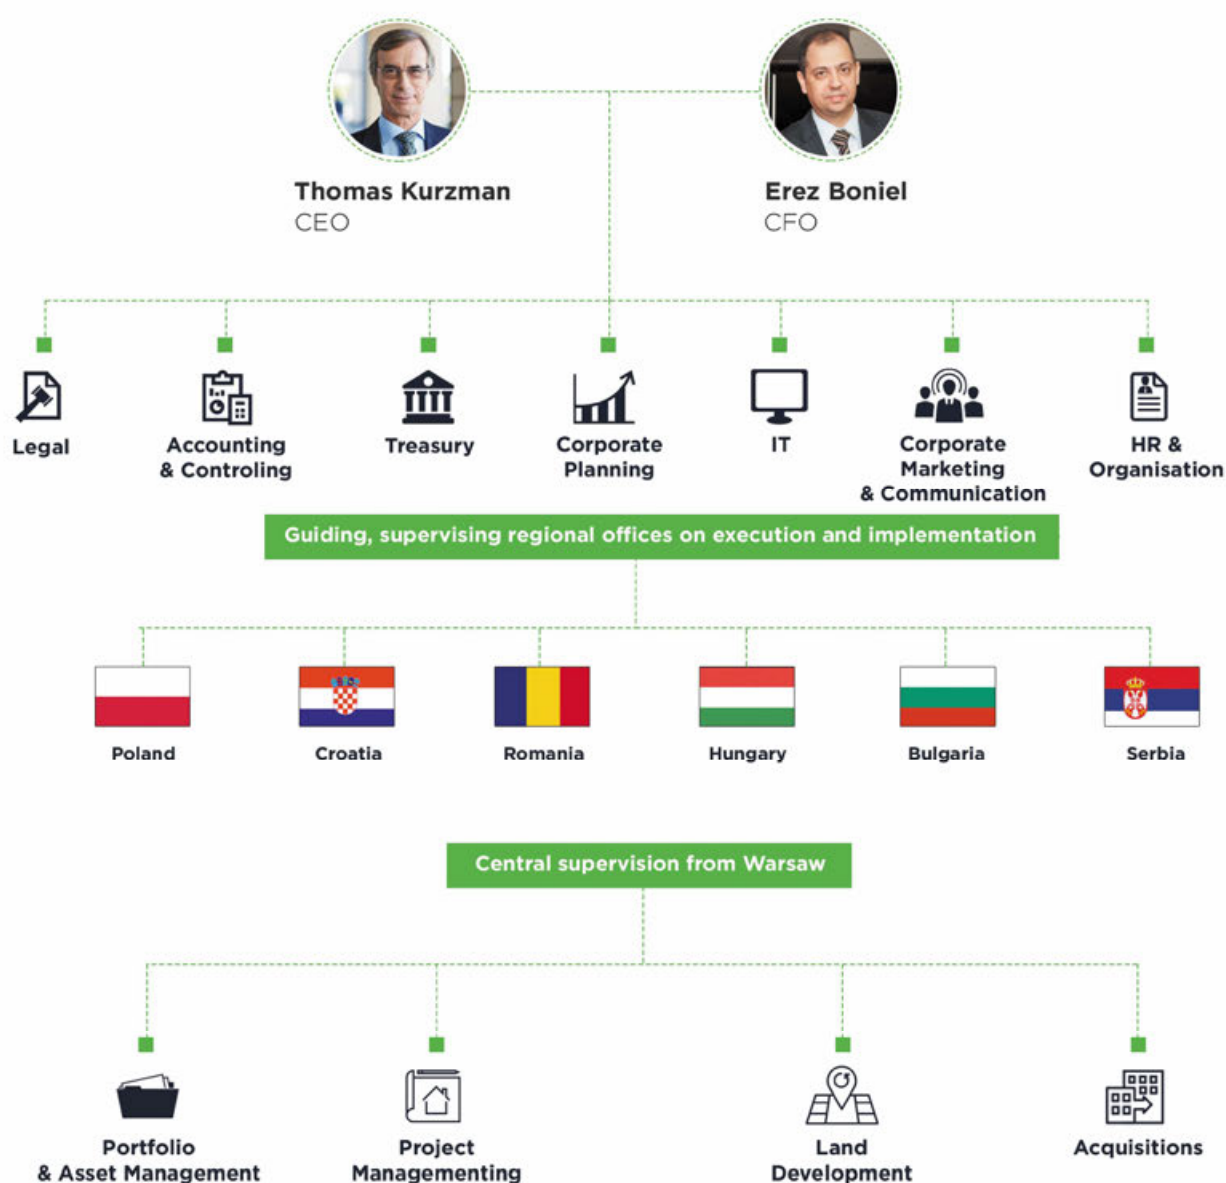 Thomas Kurzman
CEO
Erez Boniel
CFO
Legal
Accounting
& Controling
Treasury
Corporate
Planning
IT
Corporate
Marketing
& Communication
HR &
Organisation
Guiding, supervising regional offices on execution and implementation
Poland
Croatia
Romania
Hungary
Bulgaria
Serbia
Central supervision from Warsaw
Portfolio
& Asset Management
Project
Managementing
Land
Development
Acquisitions